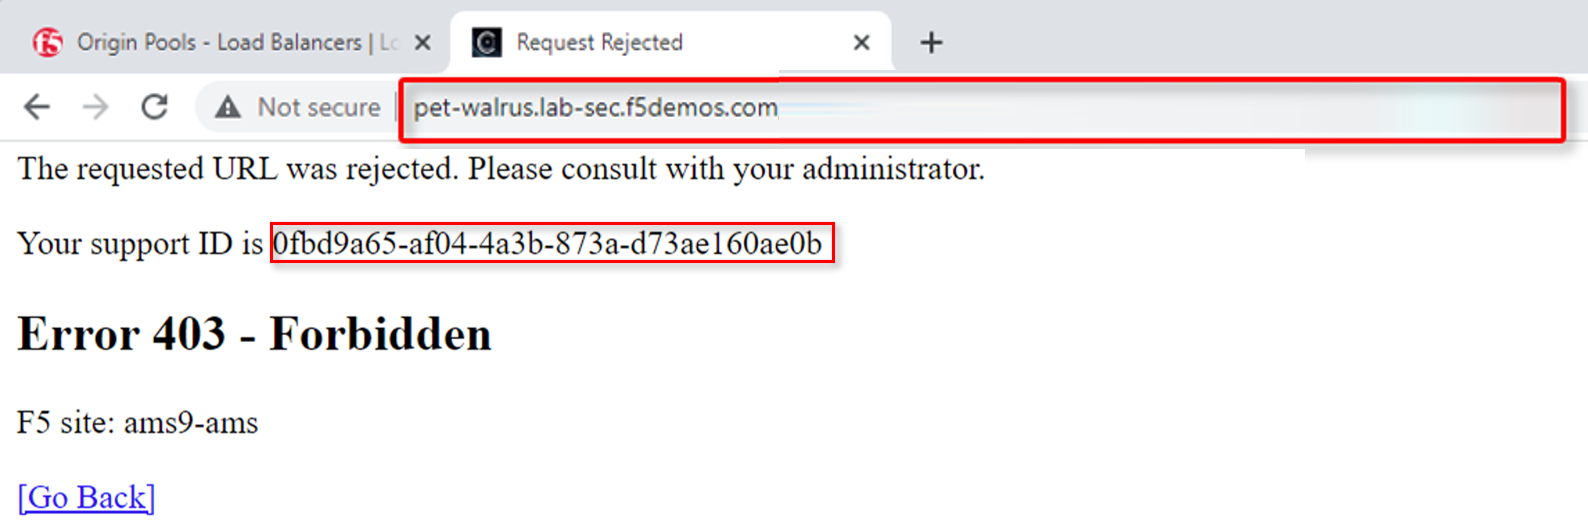 f5 Origin Pools - Load Balancers | Lo
Request Rejected
Not secure | pet-walrus.lab-sec.f5demos.com
The requested URL was rejected. Please consult with your administrator.
Your support ID is 0fbd9a65-af04-4a3b-873a-d73ae160ae0b
Error 403 - Forbidden
F5 site: ams9-ams
[Go Back]